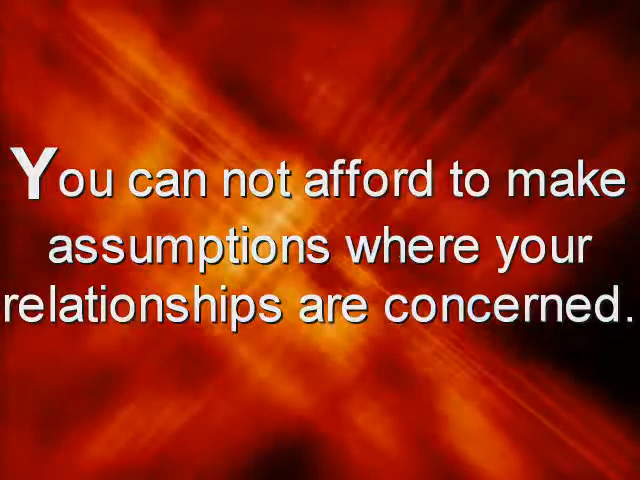 You can not afford to make
assumptions where your
relationships are concerned.